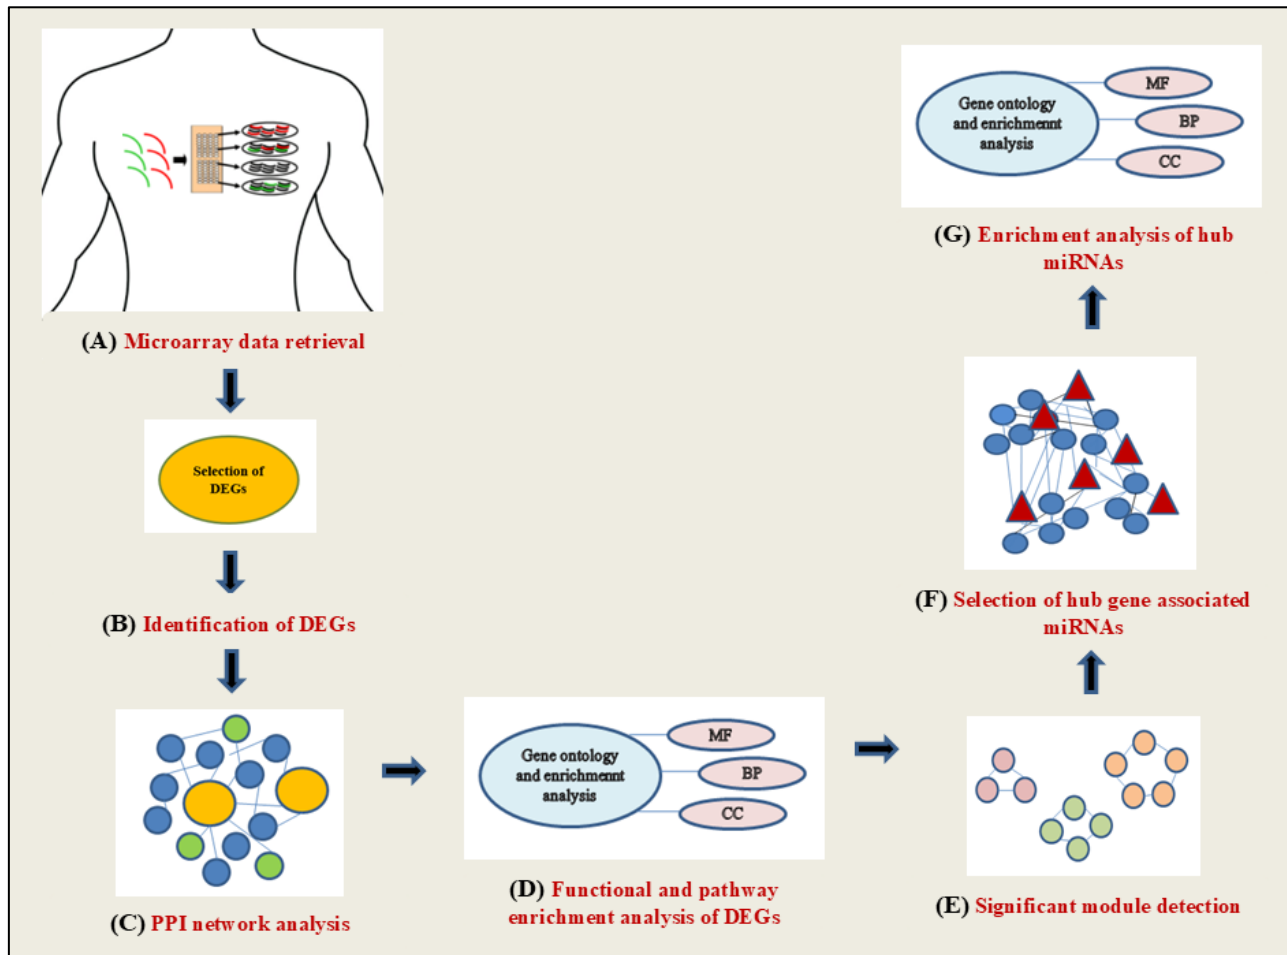 (A) Microarray data retrieval
Selection of
DEGs
(B) Identification of DEGs
(C) PPI network analysis
Gene ontology
and enrichmennt
analysis
MF
BP
CC
(D) Functional and pathway
enrichment analysis of DEGs
(E) Significant module detection
(F) Selection of hub gene associated
miRNAs
Gene ontology
and enrichmennt
analysis
MF
BP
CC
(G) Enrichment analysis of hub
miRNAs